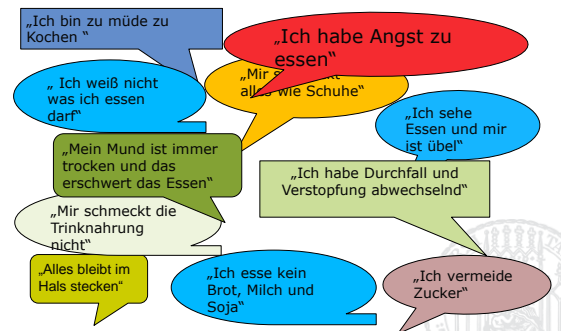 „Ich bin zu müde zu
Kochen “
„Ich habe Angst zu
essen“
„Mir
alles wie Schuhe“
„ Ich weiß nicht
was ich essen
darf“
„Ich sehe
Essen und mir
ist übel“
„Mein Mund ist immer
trocken und das
erschwert das Essen“
„Ich habe Durchfall und
Verstopfung abwechselnd“
„Mir schmeckt die
Trinknahrung
nicht“
„Alles bleibt im
Hals stecken“
„Ich esse kein
Brot, Milch und
Soja“
„Ich vermeide
Zucker“